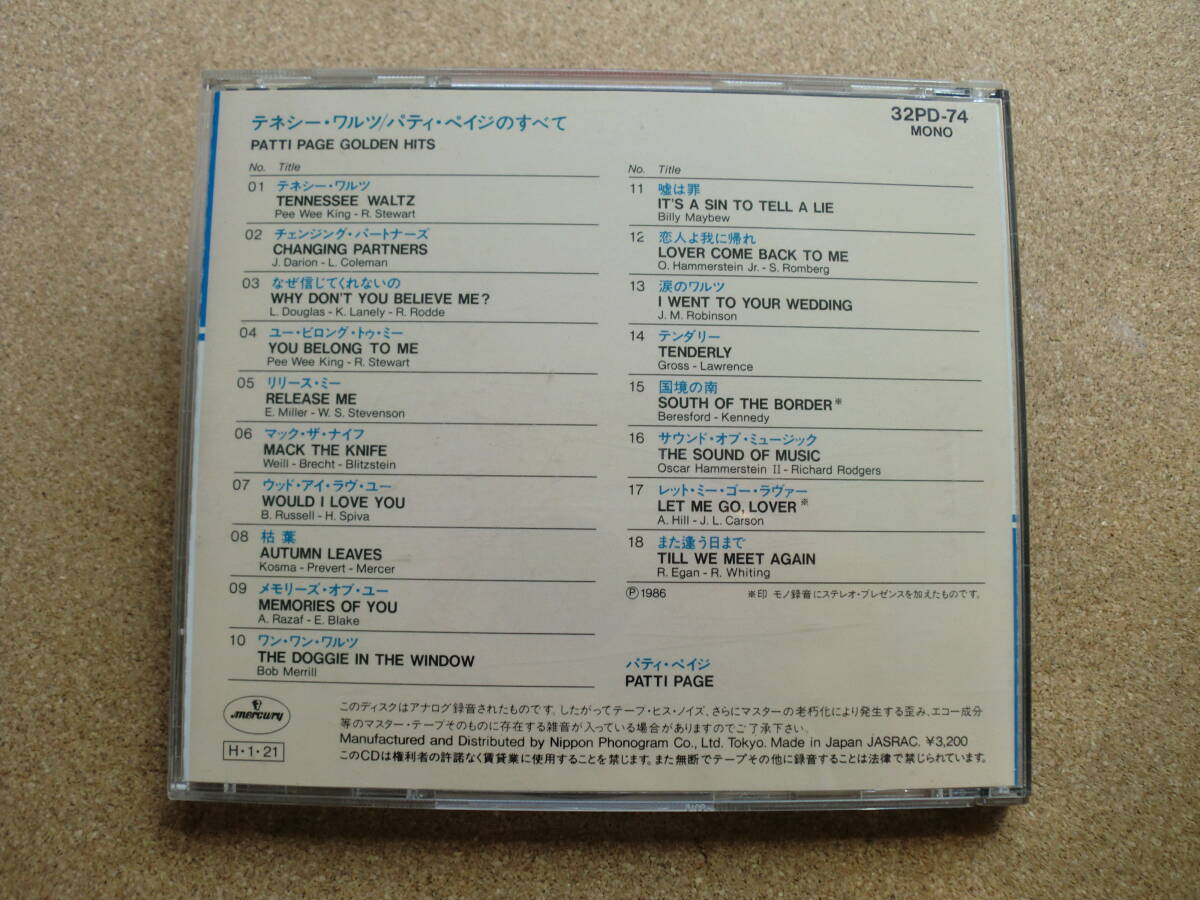 テネシー・ワルツ/パティ・ペイジのすべて
PATTI PAGE GOLDEN HITS
32PD-74
MONO
No. Title
01 テネシー・ワルツ
TENNESSEE WALTZ
Pee Wee King - R. Stewart
02 チェンジング・パートナーズ
CHANGING PARTNERS
J. Darion - L. Coleman
03 なぜ信じてくれないの
WHY DON'T YOU BELIEVE ME?
L. Douglas - K. Lanely - R. Rodde
04 ユー・ビロング・トゥ・ミー
YOU BELONG TO ME
Pee Wee King - R. Stewart
05 リリース・ミー
RELEASE ME
E. Miller - W. S. Stevenson
06 マック・ザ・ナイフ
MACK THE KNIFE
Weill - Brecht - Blitzstein
07 ウッド・アイ・ラヴ・ユー
WOULD I LOVE YOU
B. Russell - H. Spiva
08 枯葉
AUTUMN LEAVES
Kosma - Prevert - Mercer
09 メモリーズ・オブ・ユー
MEMORIES OF YOU
A. Razaf - E. Blake
10 ワン・ワン・ワルツ
THE DOGGIE IN THE WINDOW
Bob Merrill
No. Title
11 嘘は罪
IT'S A SIN TO TELL A LIE
Billy Maybew
12 恋人よ我に帰れ
LOVER COME BACK TO ME
O. Hammerstein Jr. - S. Romberg
13 涙のワルツ
I WENT TO YOUR WEDDING
J. M. Robinson
14 テンダリー
TENDERLY
Gross - Lawrence
15 国境の南
SOUTH OF THE BORDER※
Beresford - Kennedy
16 サウンド・オブ・ミュージック
THE SOUND OF MUSIC
Oscar Hammerstein II - Richard Rodgers
17 レット・ミー・ゴー・ラヴァー
LET ME GO, LOVER※
A. Hill - J. L. Carson
18 また逢う日まで
TILL WE MEET AGAIN
R. Egan - R. Whiting
Ⓟ1986 ※印 モノ録音にステレオ・プレゼンスを加えたものです。
パティ・ペイジ
PATTI PAGE
mercury
H・1・21
このディスクはアナログ録音されたものです。したがってテープ・ヒス・ノイズ、さらにマスターの老朽化により発生する歪み、エコー成分
等のマスター・テープそのものに存在する雑音が入っている場合がありますのでご了承下さい。
Manufactured and Distributed by Nippon Phonogram Co., Ltd. Tokyo. Made in Japan JASRAC. ¥3,200
このCDは権利者の許諾なく賃貸業に使用することを禁じます。また無断でテープその他に録音することは法律で禁じられています。